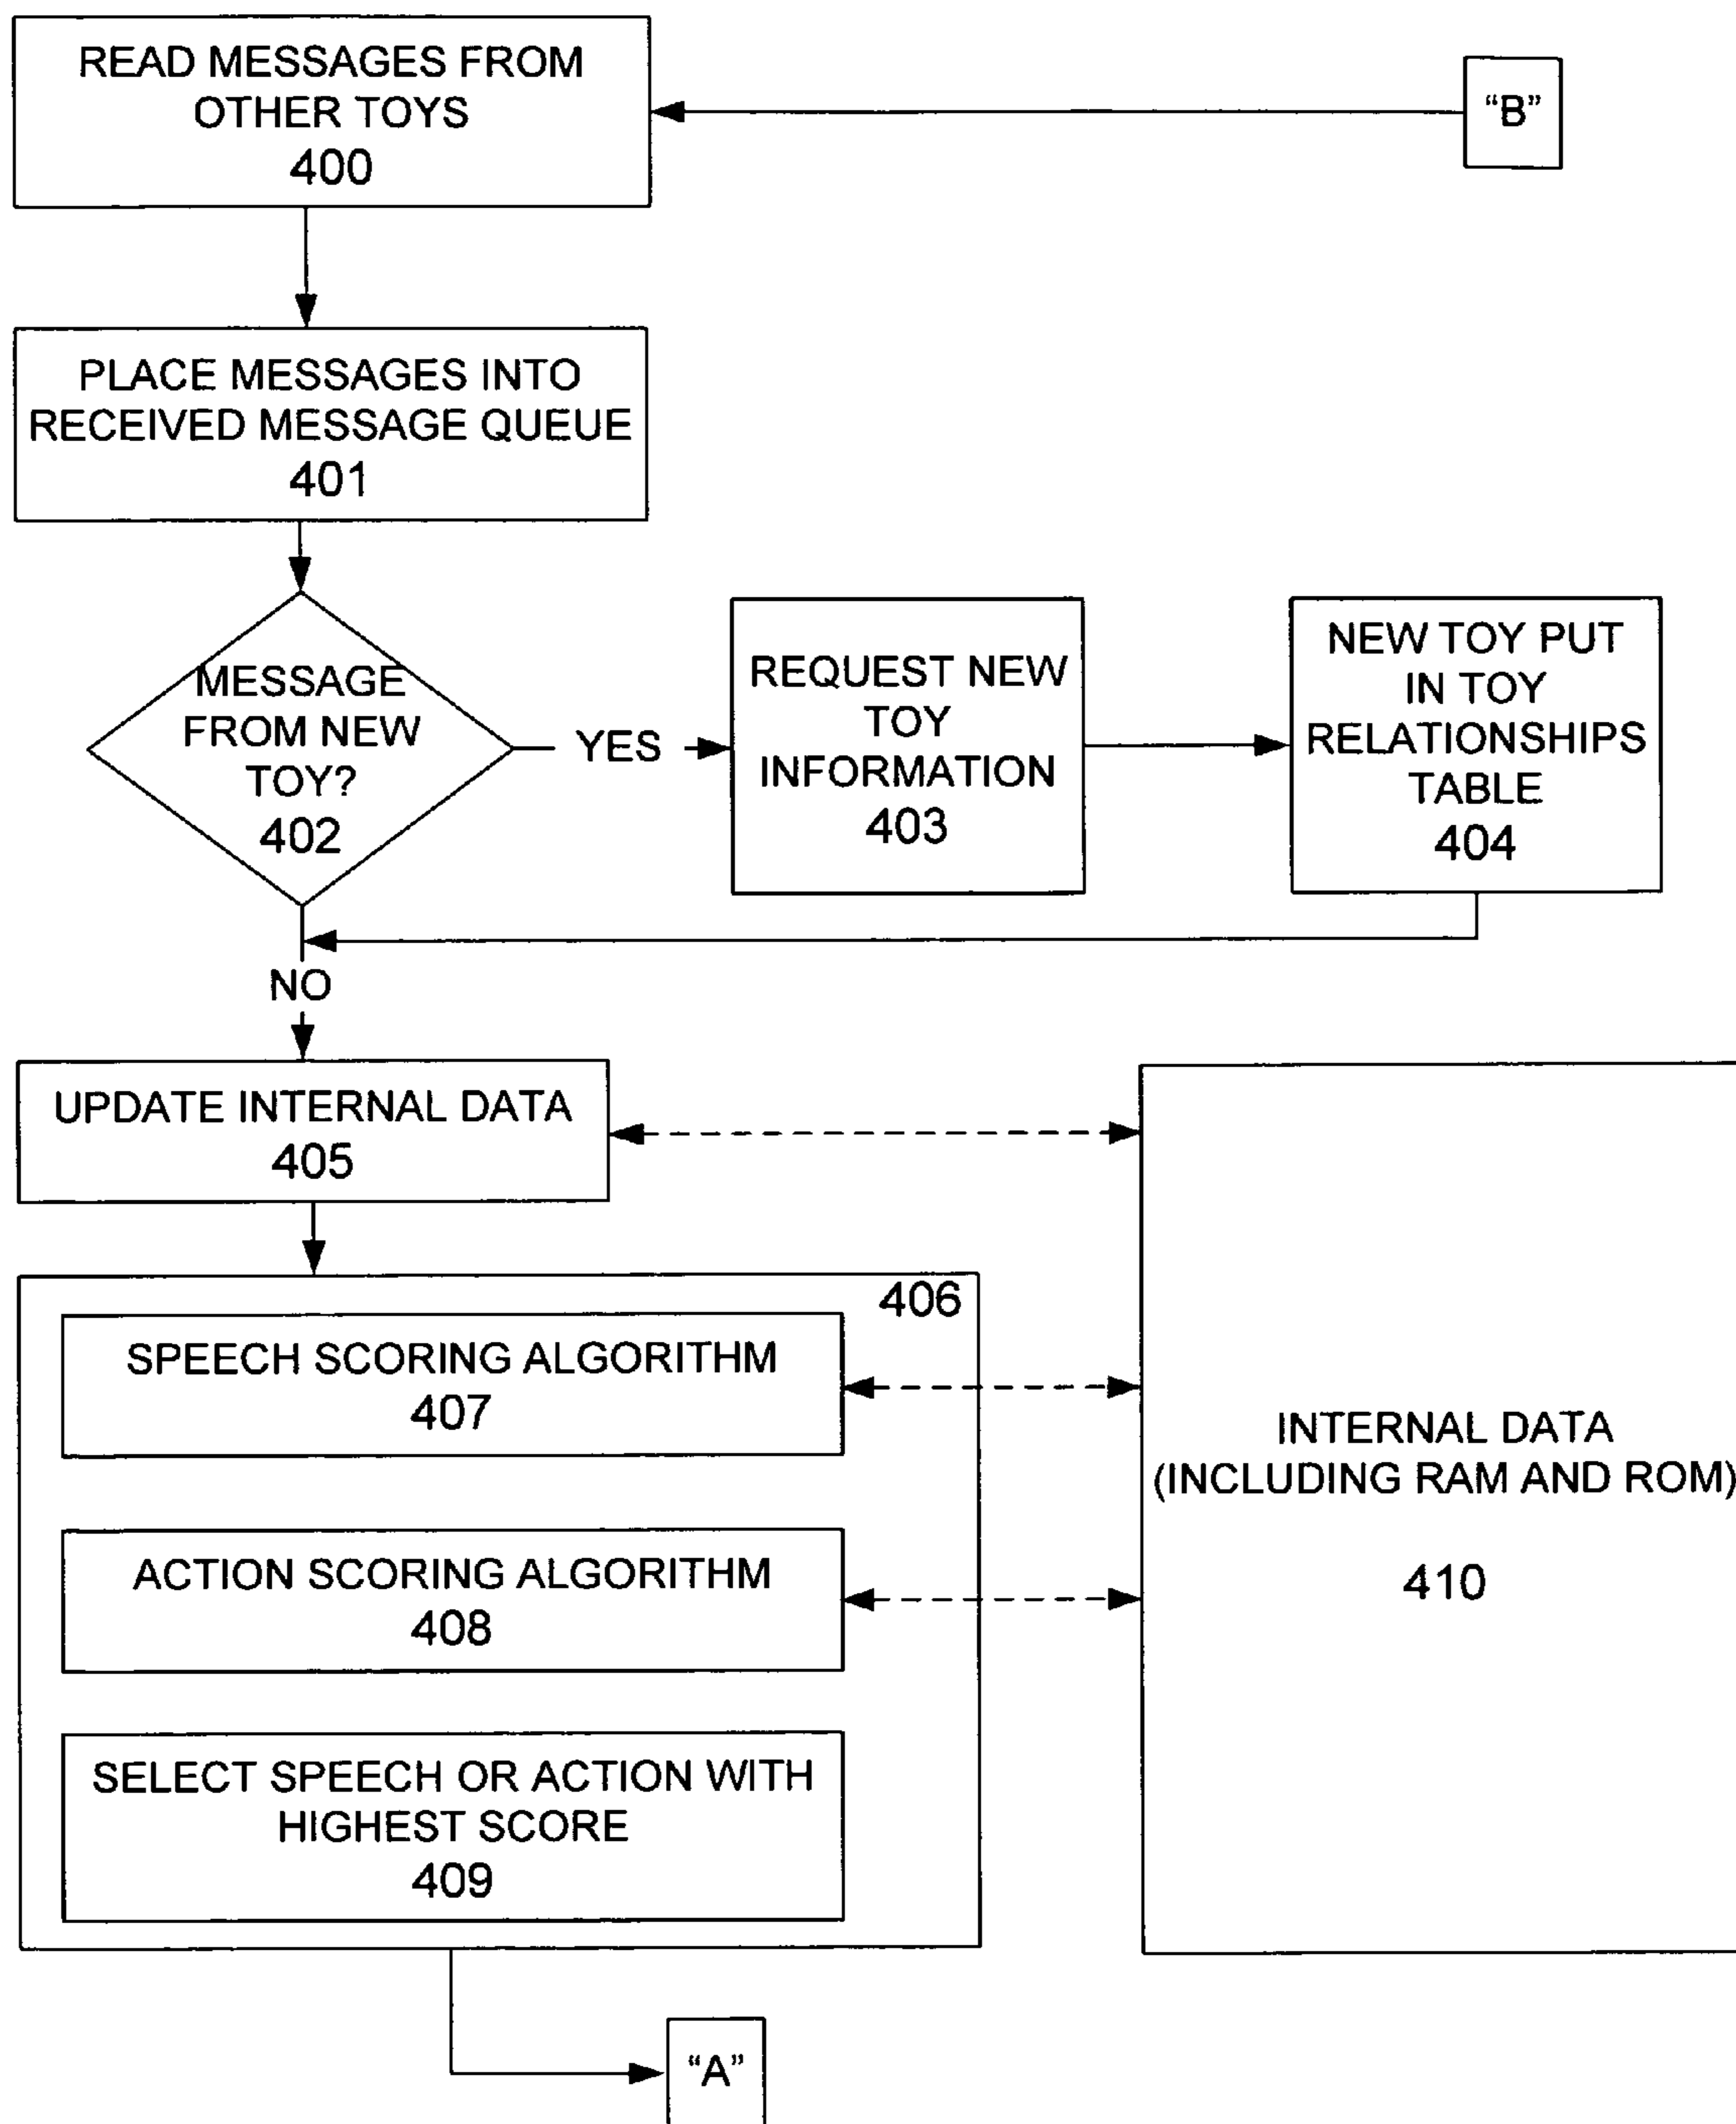 READ MESSAGES FROM
OTHER TOYS
400
“B”
PLACE MESSAGES INTO
RECEIVED MESSAGE QUEUE
401
MESSAGE
FROM NEW
TOY?
402
YES
REQUEST NEW
TOY
INFORMATION
403
NEW TOY PUT
IN TOY
RELATIONSHIPS
TABLE
404
NO
UPDATE INTERNAL DATA
405
406
SPEECH SCORING ALGORITHM
407
ACTION SCORING ALGORITHM
408
SELECT SPEECH OR ACTION WITH
HIGHEST SCORE
409
INTERNAL DATA
(INCLUDING RAM AND ROM)
410
“A”